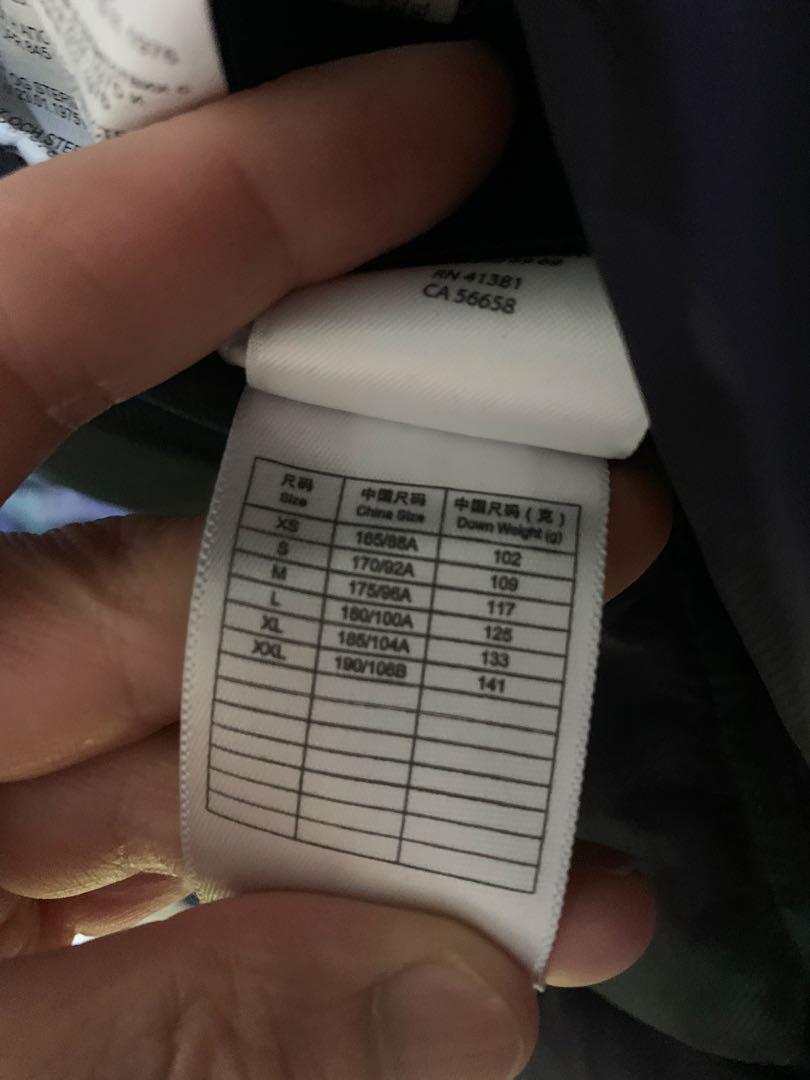 RN 41381
CA 56658
尺码 中国尺码 中国尺码（克）
Size China Size Down Weight (g)
XS 165/88A 102
S 170/92A 109
M 175/96A 117
L 180/100A 125
XL 185/104A 133
XXL 190/108B 141